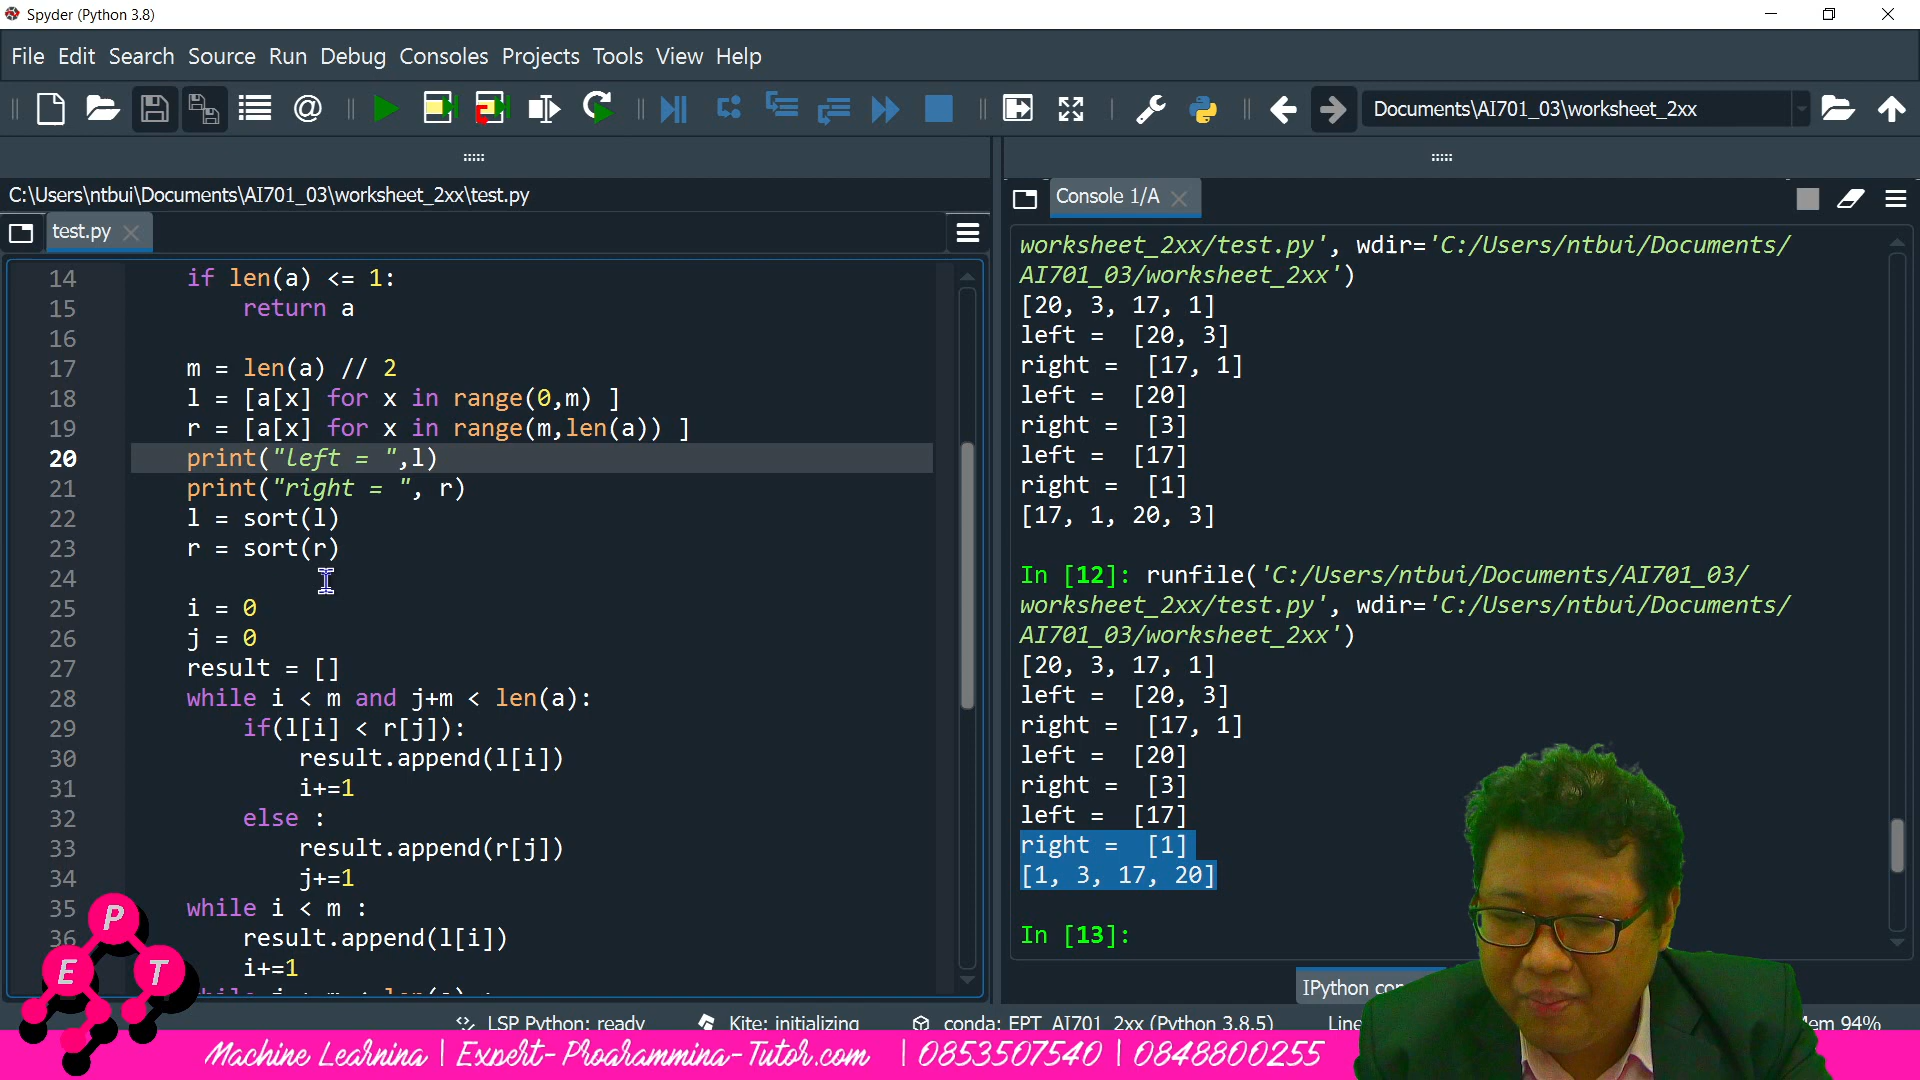 Spyder (Python 3.8)
File Edit Search Source Run Debug Consoles Projects Tools View Help
Documents\AI701_03\worksheet_2xx
C:\Users\ntbui\Documents\AI701_03\worksheet_2xx\test.py
test.py
14 if len(a) <= 1:
15 return a
16
17 m = len(a) // 2
18 l = [a[x] for x in range(0,m) ]
19 r = [a[x] for x in range(m,len(a)) ]
20 print("left = ",l)
21 print("right = ", r)
22 l = sort(l)
23 r = sort(r)
24
25 i = 0
26 j = 0
27 result = []
28 while i < m and j+m < len(a):
29 if(l[i] < r[j]):
30 result.append(l[i])
31 i+=1
32 else :
33 result.append(r[j])
34 j+=1
35 while i < m :
36 result.append(l[i])
i+=1
Console 1/A
worksheet_2xx/test.py', wdir='C:/Users/ntbui/Documents/
AI701_03/worksheet_2xx')
[20, 3, 17, 1]
left =  [20, 3]
right =  [17, 1]
left =  [20]
right =  [3]
left =  [17]
right =  [1]
[17, 1, 20, 3]
In [12]: runfile('C:/Users/ntbui/Documents/AI701_03/
worksheet_2xx/test.py', wdir='C:/Users/ntbui/Documents/
AI701_03/worksheet_2xx')
[20, 3, 17, 1]
left =  [20, 3]
right =  [17, 1]
left =  [20]
right =  [3]
left =  [17]
right =  [1]
[1, 3, 17, 20]
In [13]:
IPython
LSP Python: ready Kite: initializing conda: EPT_AI701_2xx (Python 3.8.5) Line Mem 94%
P
E T
Machine Learning | Expert-Programming-Tutor.com | 0853507540 | 0848800255